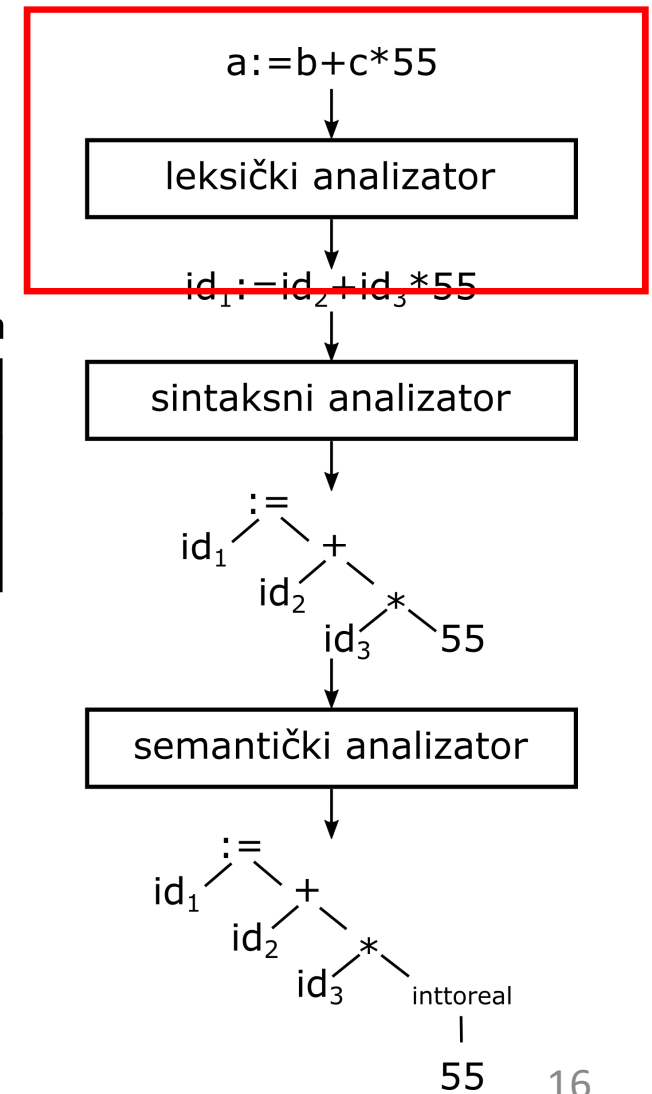 a:=b+c*55
leksički analizator
id₁:=id₂+id₃*55
sintaksni analizator
:=
id₁ +
id₂ *
id₃ 55
semantički analizator
:=
id₁ +
id₂ *
id₃ inttoreal
55
16